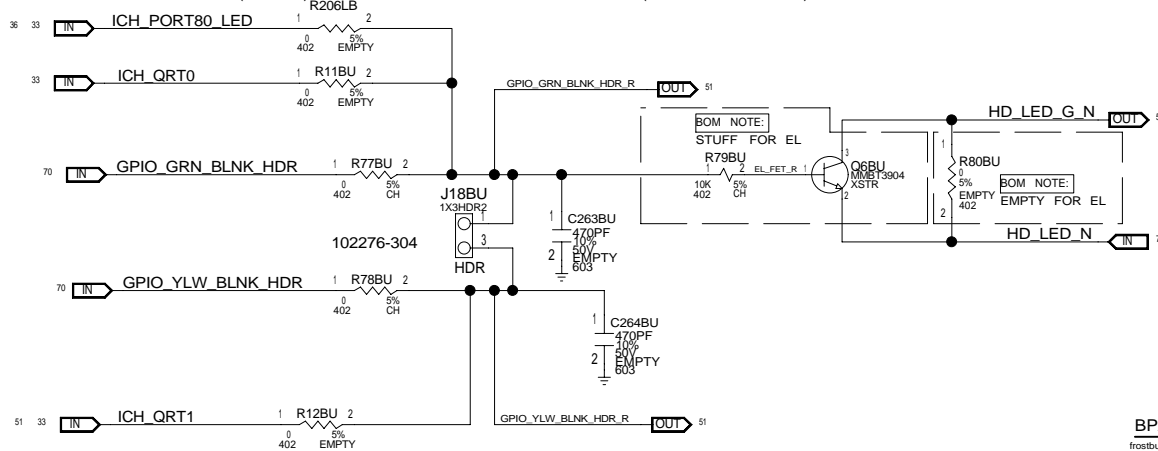 R206LB
36 33 IN ICH_PORT80_LED 1 2
0 5%
402 EMPTY
33 IN ICH_QRT0 1 R11BU 2
0 5%
402 EMPTY
GPIO_GRN_BLNK_HDR_R OUT 51
70 IN GPIO_GRN_BLNK_HDR 1 R77BU 2
0 5%
402 CH
J18BU
1X3HDR2
1
3
HDR
102276-304
1 C263BU
470PF
10%
50V
2 EMPTY
603
BOM NOTE:
STUFF FOR EL
R79BU
1 2 EL_FET_R 1
10K 5%
402 CH
3
Q6BU
MMBT3904
XSTR
2
HD_LED_G_N OUT
1
R80BU
0
5%
EMPTY
402
2
BOM NOTE:
EMPTY FOR EL
HD_LED_N IN
70 IN GPIO_YLW_BLNK_HDR 1 R78BU 2
0 5%
402 CH
1 C264BU
470PF
10%
50V
2 EMPTY
603
51 33 IN ICH_QRT1 1 R12BU 2
0 5%
402 EMPTY
GPIO_YLW_BLNK_HDR_R OUT 51
BP